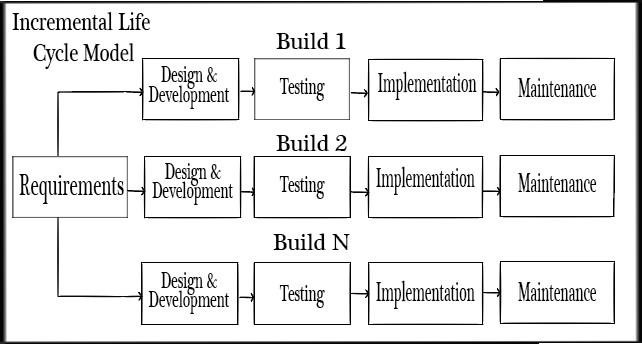 Incremental Life
Cycle Model
Build 1
Design &
Development
Testing
Implementation
Maintenance
Build 2
Requirements
Design &
Development
Testing
Implementation
Maintenance
Build N
Design &
Development
Testing
Implementation
Maintenance